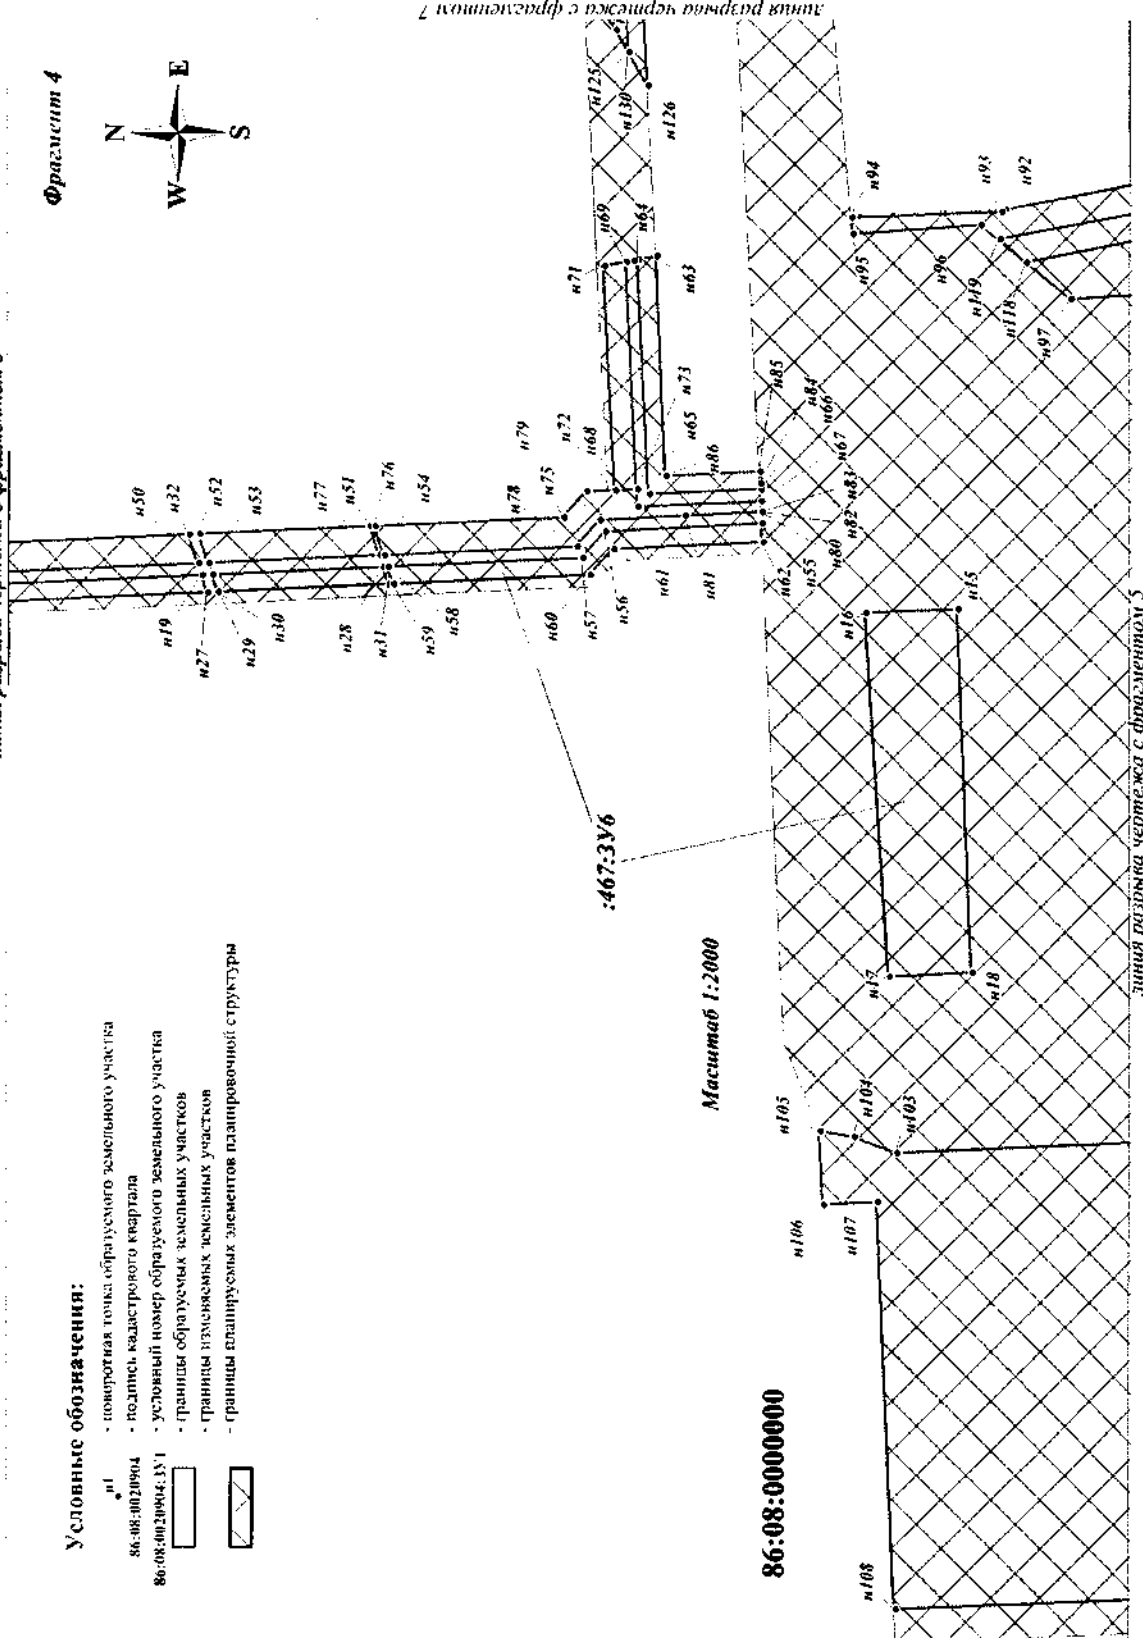 линия разрыва чертежа с фрагментом 7
Фрагмент 4
N
E
S
W
Условные обозначения:
н1 - поворотная точка образуемого земельного участка
86:08:0020904 - подпись кадастрового квартала
86:08:0020904:ЗУ1 - условный номер образуемого земельного участка
- границы образуемых земельных участков
- границы изменяемых земельных участков
- границы планируемых элементов планировочной структуры
н50
н32
н52
н53
н77
н51
н76
н54
н78
н75
н79
н72
н68
н19
н27
н29
н30
н28
н31
н59
н58
н60
н57
н56
н61
н81
н62
н55
н80
н82
н83
н67
н66
н84
н85
н86
н65
н73
н71
н69
н64
н63
н125
н130
н126
н94
н95
н93
н92
н96
н119
н118
н97
н16
н15
н17
н18
:467:ЗУ6
Масштаб 1:2000
н105
н104
н103
н106
н107
н108
86:08:0000000
линия разрыва чертежа с фрагментом 5